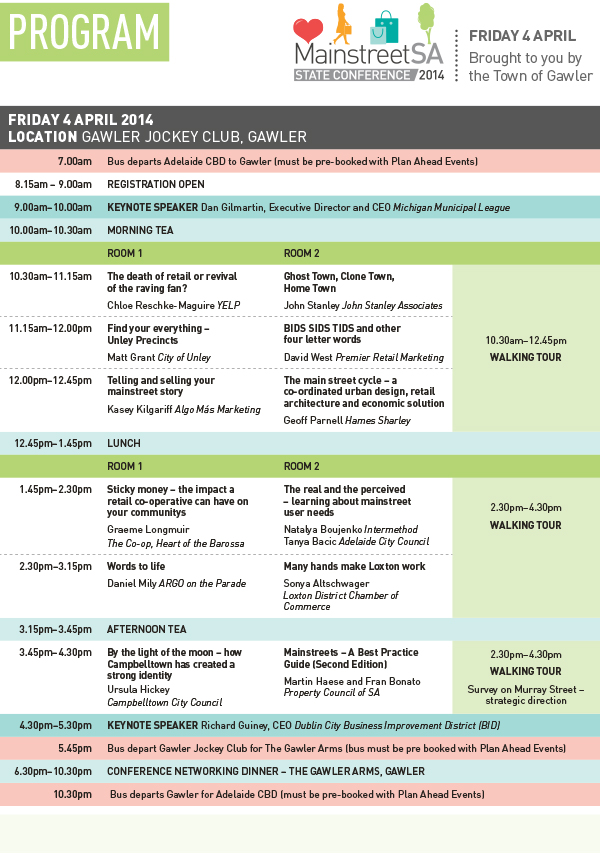 PROGRAM
MainstreetSA
STATE CONFERENCE / 2014
FRIDAY 4 APRIL
Brought to you by
the Town of Gawler
FRIDAY 4 APRIL 2014
LOCATION GAWLER JOCKEY CLUB, GAWLER
7.00am Bus departs Adelaide CBD to Gawler (must be pre-booked with Plan Ahead Events)
8.15am – 9.00am REGISTRATION OPEN
9.00am–10.00am KEYNOTE SPEAKER Dan Gilmartin, Executive Director and CEO Michigan Municipal League
10.00am–10.30am MORNING TEA
ROOM 1 ROOM 2
10.30am–11.15am
The death of retail or revival
of the raving fan?
Chloe Reschke-Maguire YELP
Ghost Town, Clone Town,
Home Town
John Stanley John Stanley Associates
11.15am–12.00pm
Find your everything –
Unley Precincts
Matt Grant City of Unley
BIDS SIDS TIDS and other
four letter words
David West Premier Retail Marketing
12.00pm–12.45pm
Telling and selling your
mainstreet story
Kasey Kilgariff Algo Más Marketing
The main street cycle – a
co-ordinated urban design, retail
architecture and economic solution
Geoff Parnell Hames Sharley
10.30am–12.45pm
WALKING TOUR
12.45pm–1.45pm LUNCH
ROOM 1 ROOM 2
1.45pm–2.30pm
Sticky money – the impact a
retail co-operative can have on
your communitys
Graeme Longmuir
The Co-op, Heart of the Barossa
The real and the perceived
– learning about mainstreet
user needs
Natalya Boujenko Intermethod
Tanya Bacic Adelaide City Council
2.30pm–4.30pm
WALKING TOUR
2.30pm–3.15pm
Words to life
Daniel Mily ARGO on the Parade
Many hands make Loxton work
Sonya Altschwager
Loxton District Chamber of
Commerce
3.15pm–3.45pm AFTERNOON TEA
3.45pm–4.30pm
By the light of the moon – how
Campbelltown has created a
strong identity
Ursula Hickey
Campbelltown City Council
Mainstreets – A Best Practice
Guide (Second Edition)
Martin Haese and Fran Bonato
Property Council of SA
2.30pm–4.30pm
WALKING TOUR
Survey on Murray Street –
strategic direction
4.30pm–5.30pm KEYNOTE SPEAKER Richard Guiney, CEO Dublin City Business Improvement District (BID)
5.45pm Bus depart Gawler Jockey Club for The Gawler Arms (bus must be pre booked with Plan Ahead Events)
6.30pm–10.30pm CONFERENCE NETWORKING DINNER – THE GAWLER ARMS, GAWLER
10.30pm Bus departs Gawler for Adelaide CBD (must be pre-booked with Plan Ahead Events)